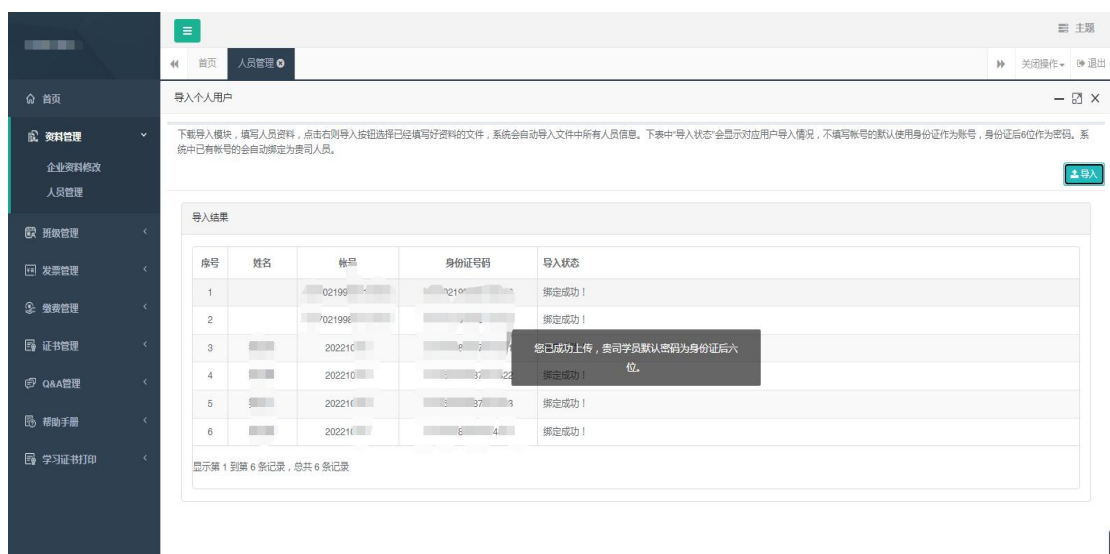 主题
首页
人员管理
关闭操作
退出
首页
资料管理
企业资料修改
人员管理
班级管理
发票管理
缴费管理
证书管理
Q&A管理
帮助手册
学习证书打印
导入个人用户
下载导入模块，填写人员资料，点击右则导入按钮选择已经填写好资料的文件，系统会自动导入文件中所有人员信息。下表中"导入状态"会显示对应用户导入情况，不填写帐号的默认使用身份证作为账号，身份证后6位作为密码。系
统中已有帐号的会自动绑定为贵司人员。
导入
导入结果
序号 姓名 帐号 身份证号码 导入状态
1 02199 绑定成功！
2 绑定成功！
3 20221
4 202210 绑定成功！
5 20221 绑定成功！
6 20221 绑定成功！
您已成功上传，贵司学员默认密码为身份证后六
位。
显示第 1 到第 6 条记录，总共 6 条记录